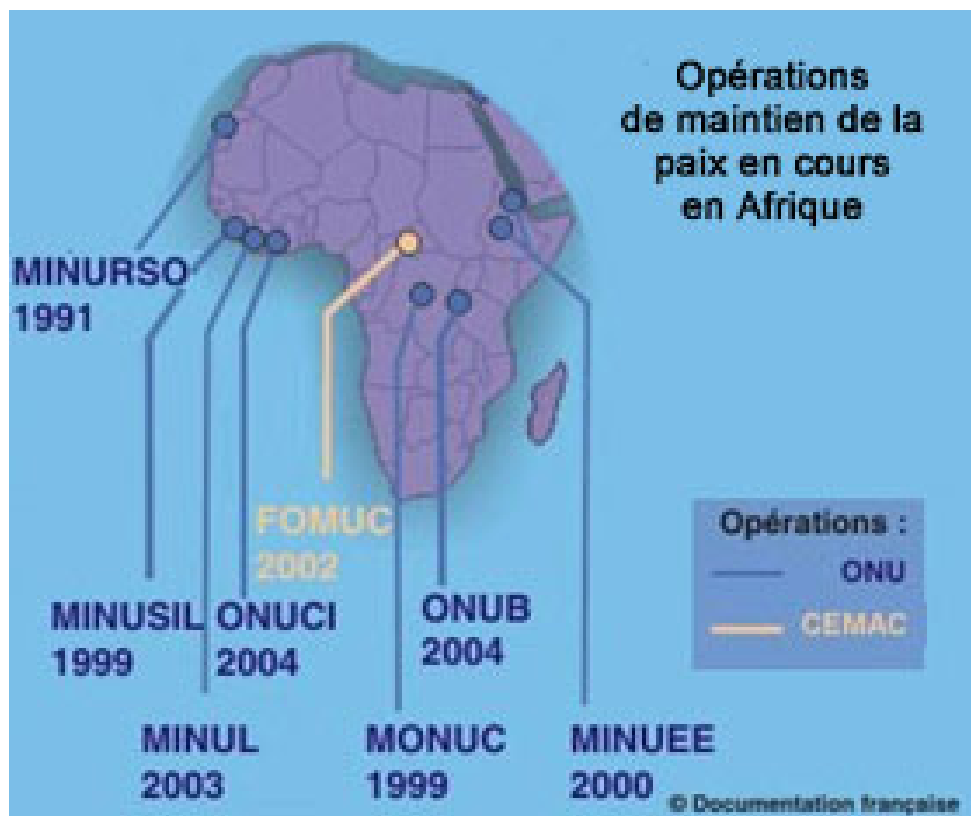 Opérations
de maintien de la
paix en cours
en Afrique
MINURSO
1991
FOMUC
2002
MINUSIL
1999
ONUCI
2004
ONUB
2004
MINUL
2003
MONUC
1999
MINUEE
2000
Opérations :
ONU
CEMAC
© Documentation française